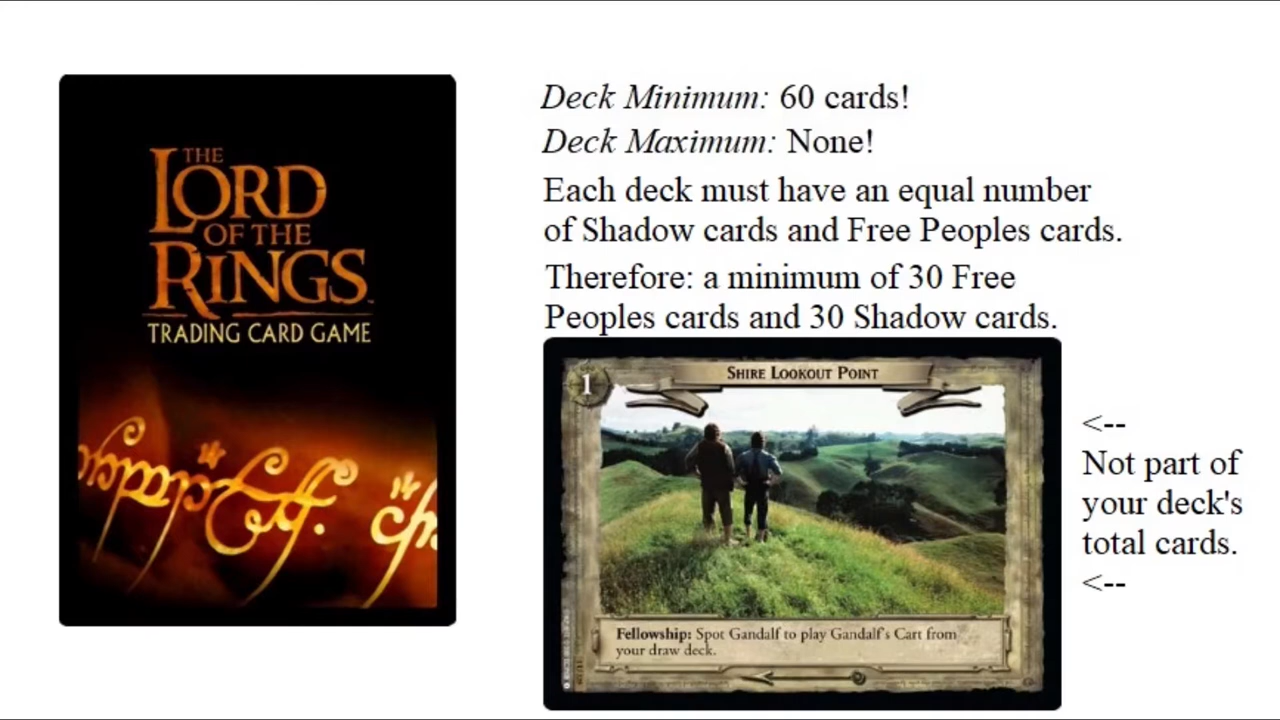 THE
LORD
OF THE
RINGS
TRADING CARD GAME
Deck Minimum: 60 cards!
Deck Maximum: None!
Each deck must have an equal number
of Shadow cards and Free Peoples cards.
Therefore: a minimum of 30 Free
Peoples cards and 30 Shadow cards.
1
SHIRE LOOKOUT POINT
Fellowship: Spot Gandalf to play Gandalf's Cart from
your draw deck.
<--
Not part of
your deck's
total cards.
<--